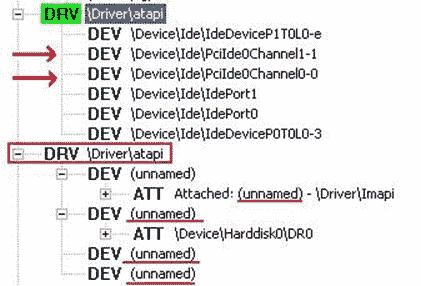 DRV \Driver\atapi
DEV \Device\Ide\IdeDeviceP1T0L0-e
DEV \Device\Ide\PciIde0Channel1-1
DEV \Device\Ide\PciIde0Channel0-0
DEV \Device\Ide\IdePort1
DEV \Device\Ide\IdePort0
DEV \Device\Ide\IdeDeviceP0T0L0-3
DRV \Driver\atapi
DEV (unnamed)
ATT Attached: (unnamed) - \Driver\Imapi
DEV (unnamed)
ATT \Device\Harddisk0\DR0
DEV (unnamed)
DEV (unnamed)